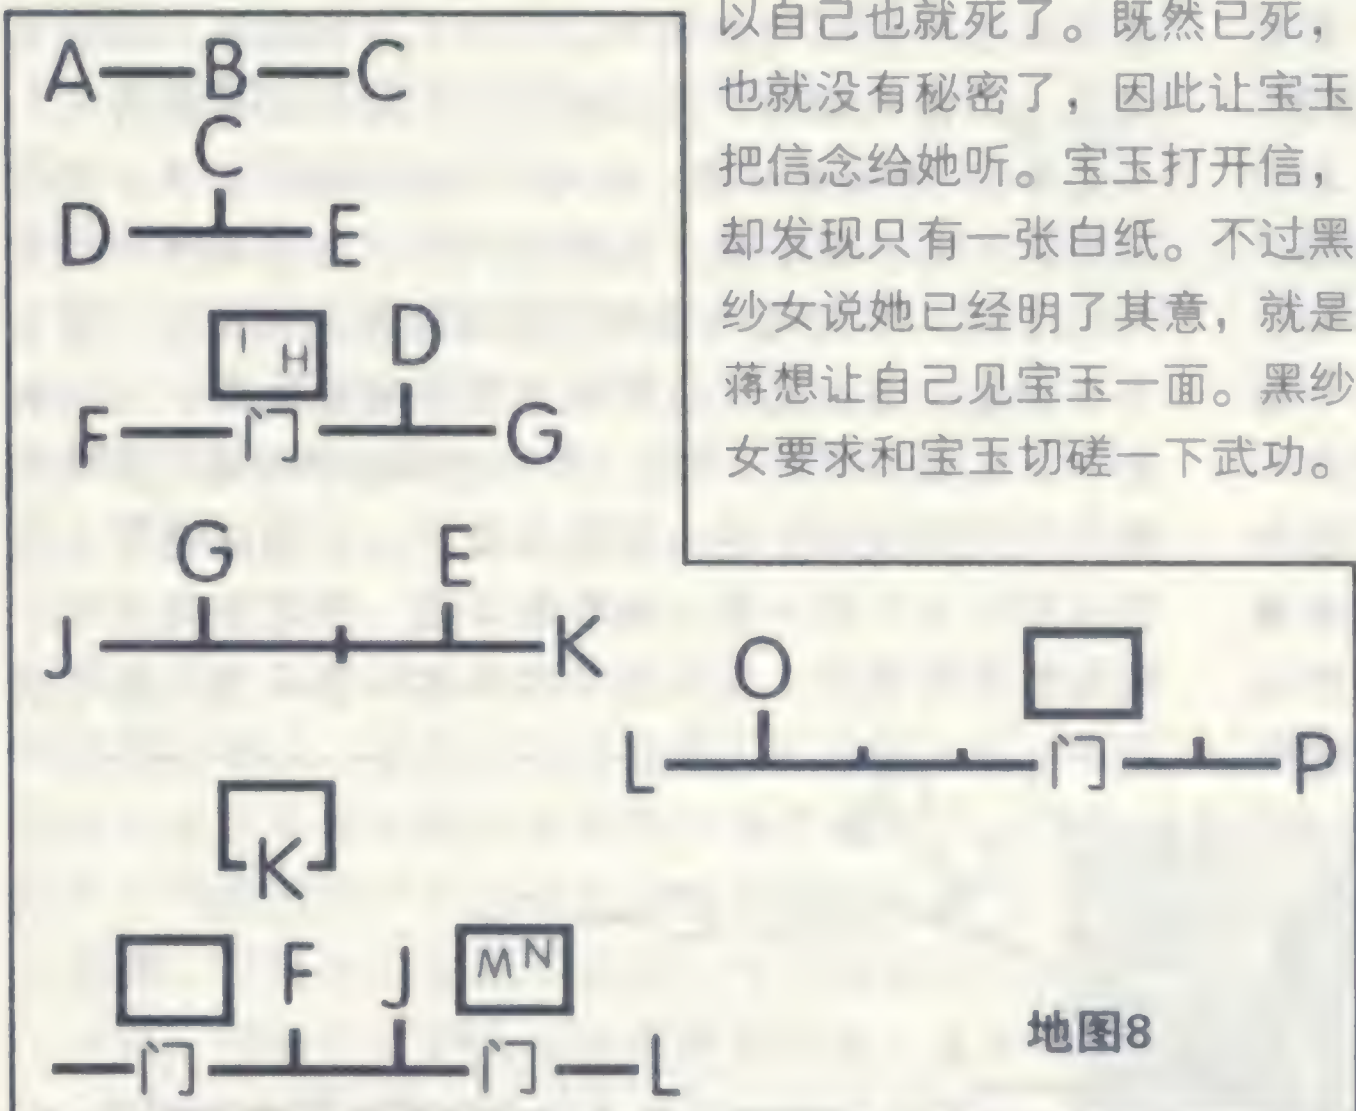 以自己也就死了。既然已死，
也就没有秘密了，因此让宝玉
把信念给她听。宝玉打开信，
却发现只有一张白纸。不过黑
纱女说她已经明了其意，就是
蒋想让自己见宝玉一面。黑纱
女要求和宝玉切磋一下武功。
A B C
C
D E
I H D
F 门 G
G E
J K
O
L 门 P
K
F J M N
门 门 L
地图8